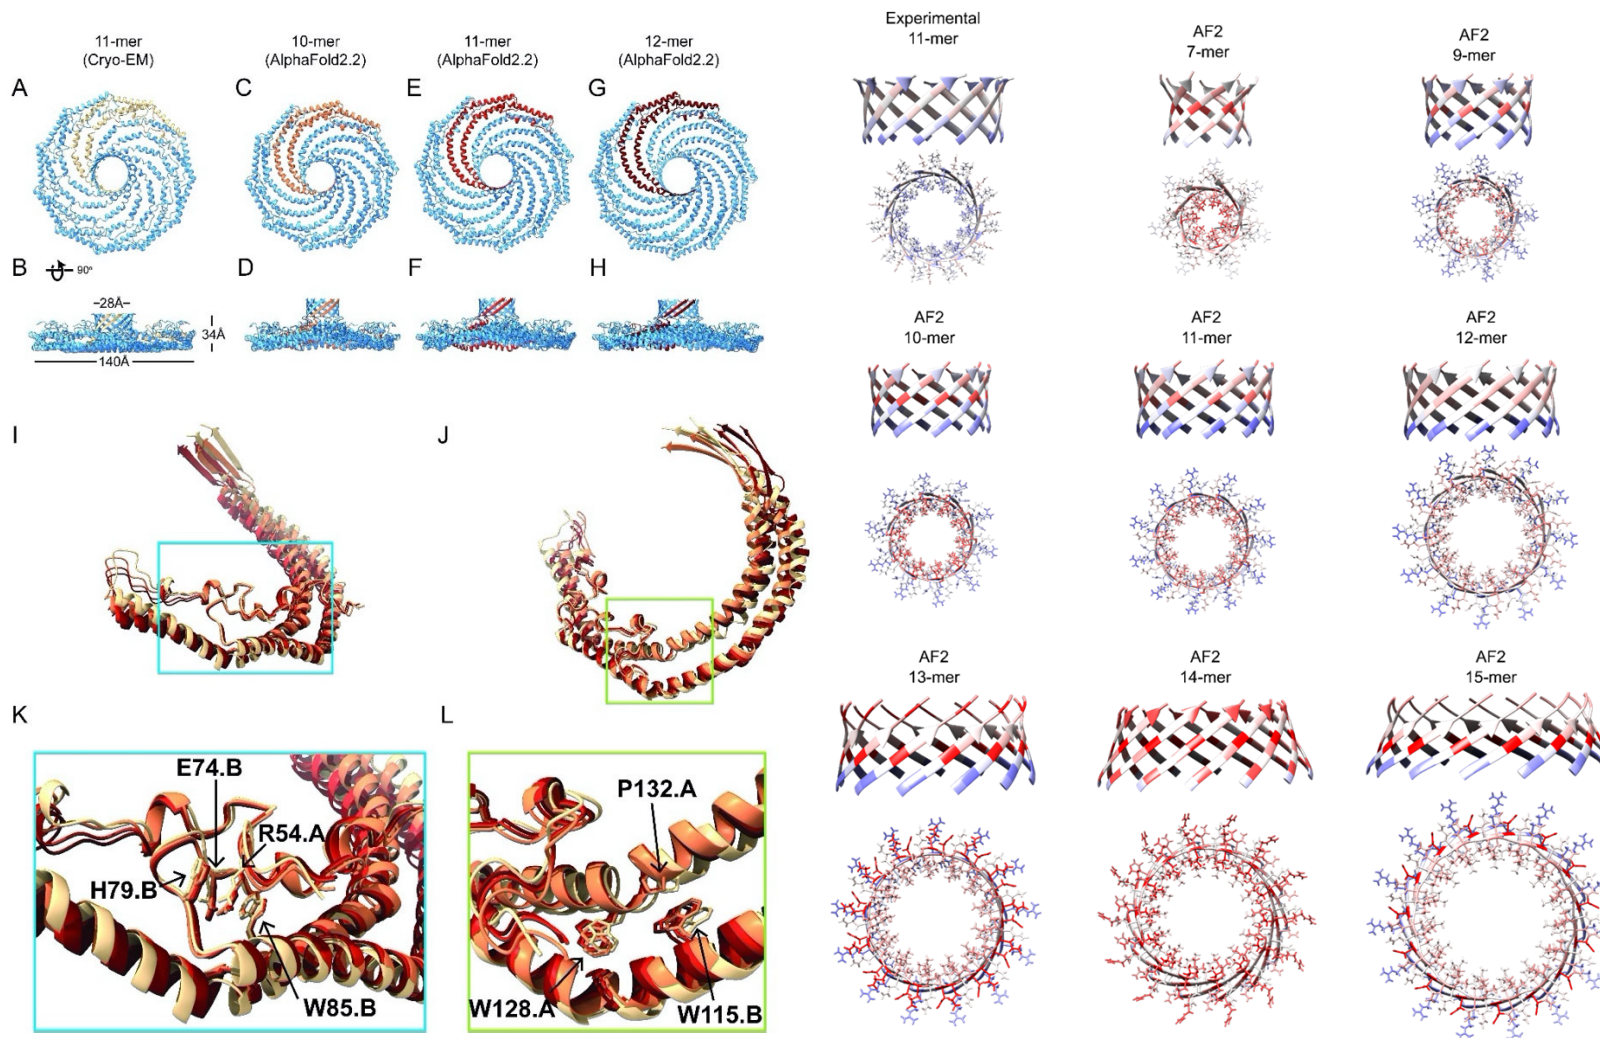 11-mer
(Cryo-EM)
10-mer
(AlphaFold2.2)
11-mer
(AlphaFold2.2)
12-mer
(AlphaFold2.2)
A
C
E
G
B
90°
D
F
H
28Å
34Å
140Å
I
J
K
E74.B
R54.A
H79.B
W85.B
L
P132.A
W128.A
W115.B
Experimental
11-mer
AF2
7-mer
AF2
9-mer
AF2
10-mer
AF2
11-mer
AF2
12-mer
AF2
13-mer
AF2
14-mer
AF2
15-mer